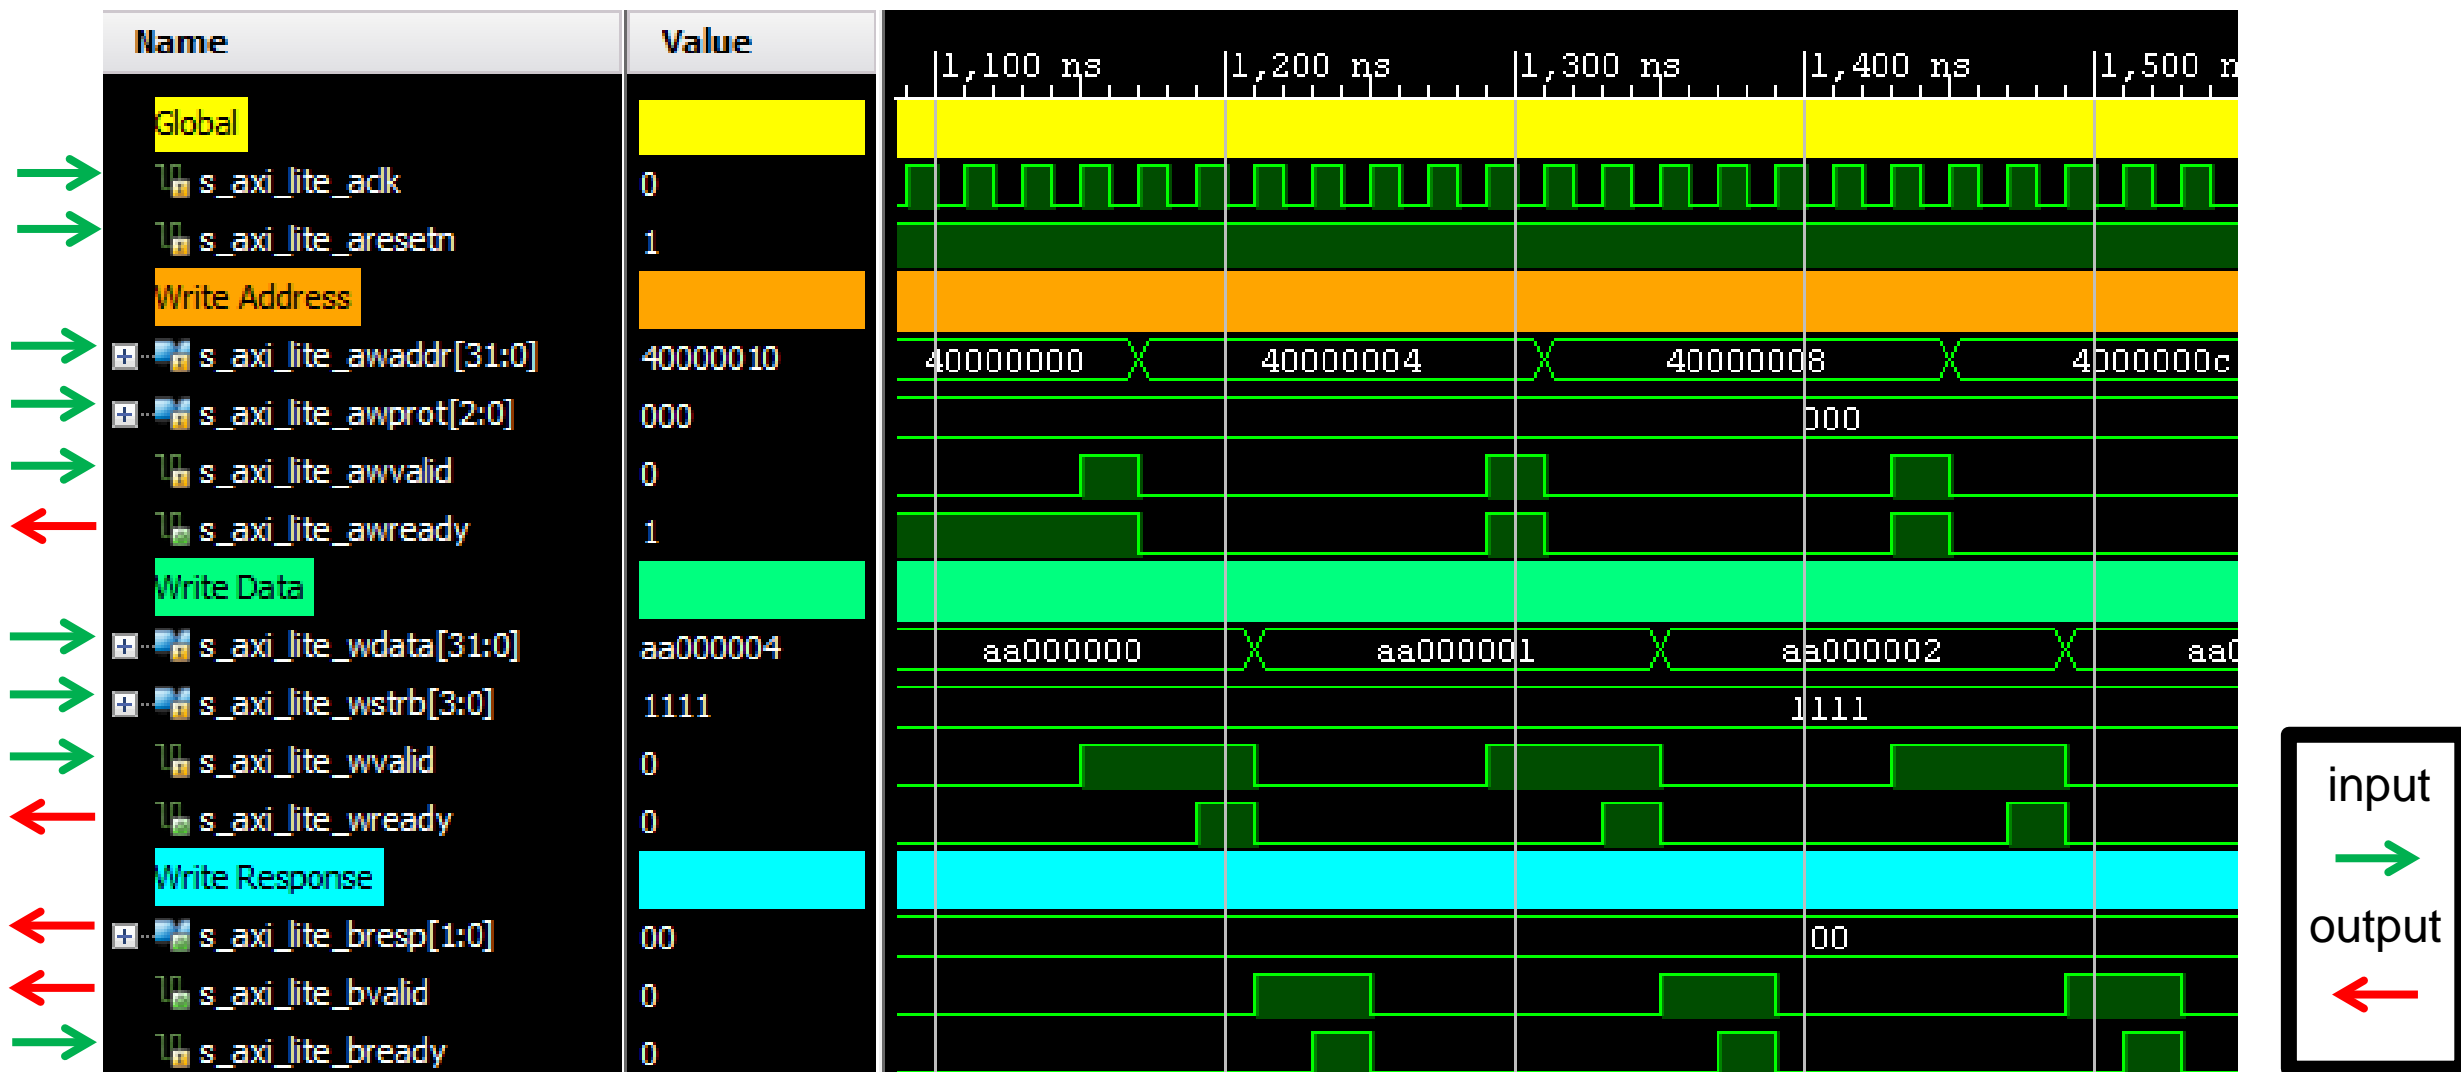 Name Value
1,100 ns 1,200 ns 1,300 ns 1,400 ns 1,500 n
Global
s_axi_lite_aclk 0
s_axi_lite_aresetn 1
Write Address
s_axi_lite_awaddr[31:0] 40000010 40000000 40000004 40000008 4000000c
s_axi_lite_awprot[2:0] 000 000
s_axi_lite_awvalid 0
s_axi_lite_awready 1
Write Data
s_axi_lite_wdata[31:0] aa000004 aa000000 aa000001 aa000002 aa0
s_axi_lite_wstrb[3:0] 1111 1111
s_axi_lite_wvalid 0
s_axi_lite_wready 0
Write Response
s_axi_lite_bresp[1:0] 00 00
s_axi_lite_bvalid 0
s_axi_lite_bready 0
input
output